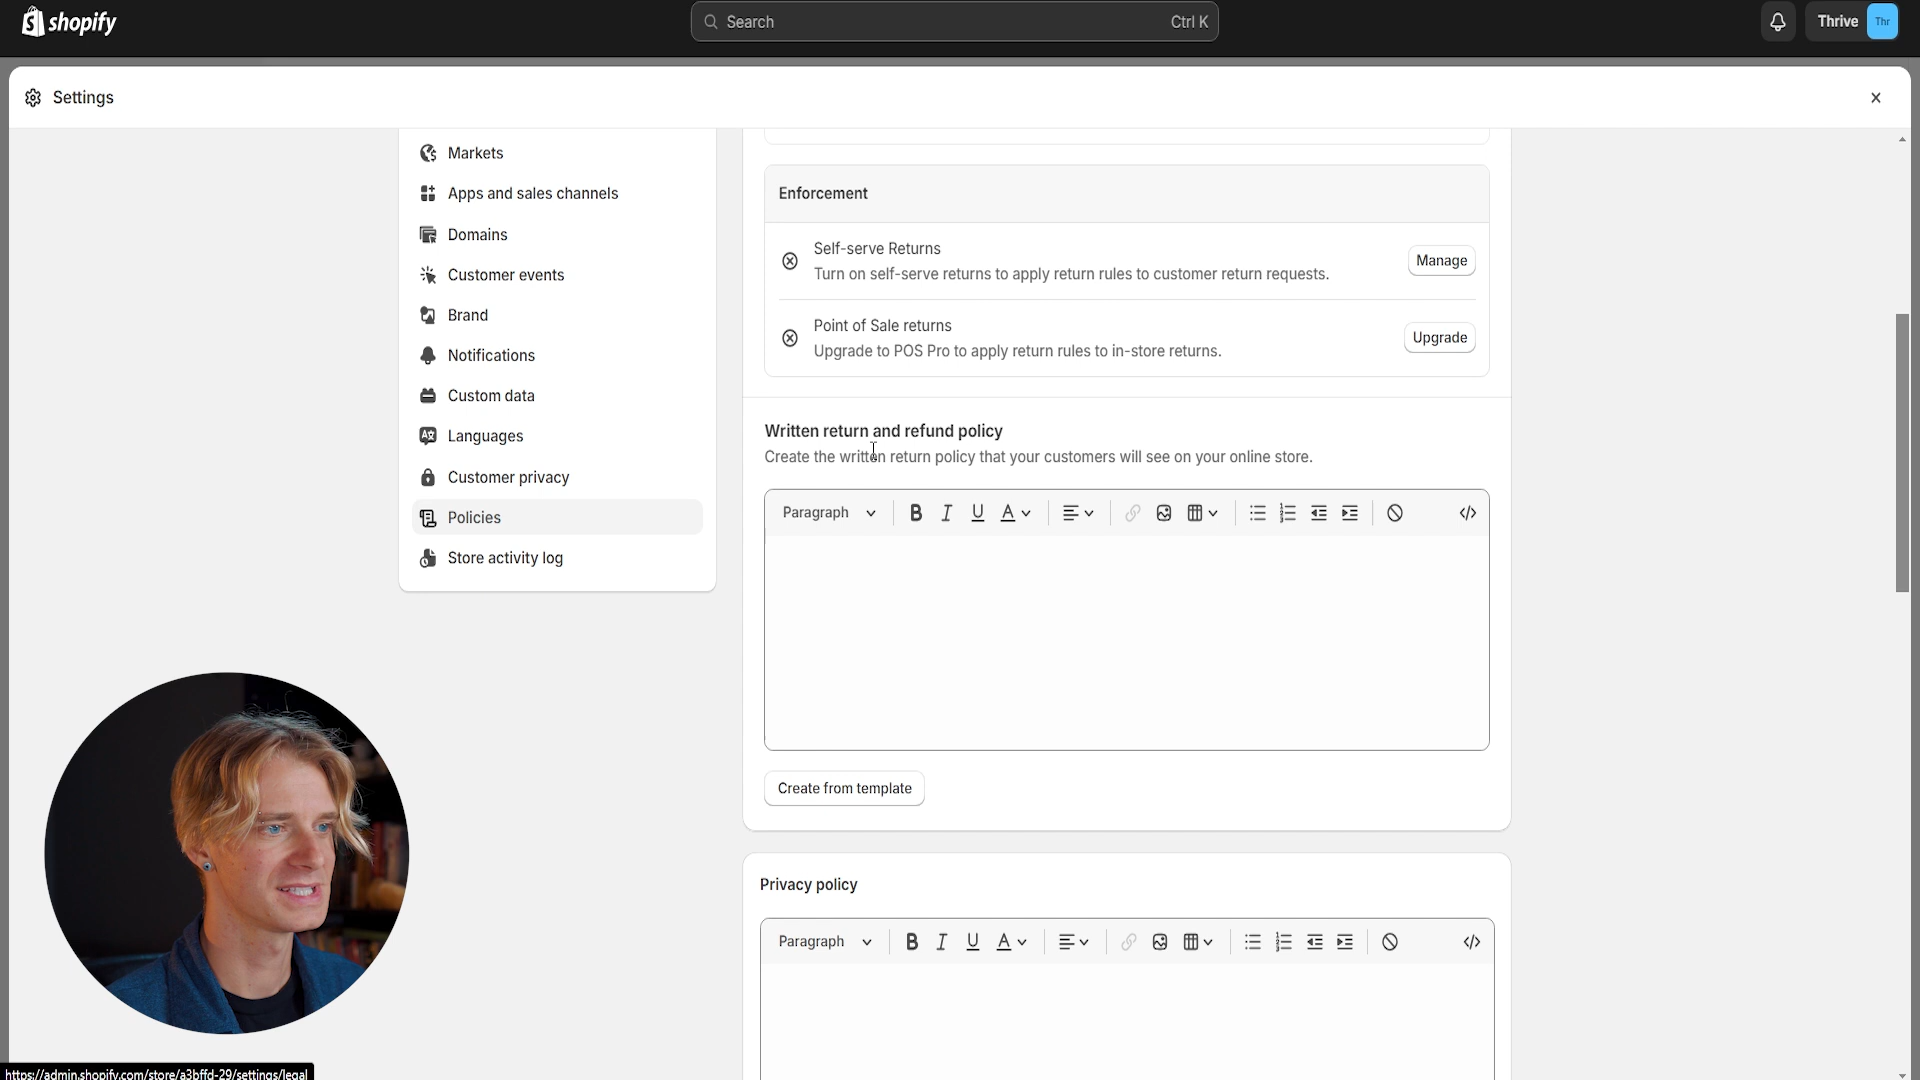 shopify
Search
Ctrl K
Thrive
Thr
Settings
Markets
Apps and sales channels
Domains
Customer events
Brand
Notifications
Custom data
Languages
Customer privacy
Policies
Store activity log
Enforcement
Self-serve Returns
Turn on self-serve returns to apply return rules to customer return requests.
Manage
Point of Sale returns
Upgrade to POS Pro to apply return rules to in-store returns.
Upgrade
Written return and refund policy
Create the written return policy that your customers will see on your online store.
Paragraph
Create from template
Privacy policy
Paragraph
https://admin.shopify.com/store/a3bffd-29/settings/legal